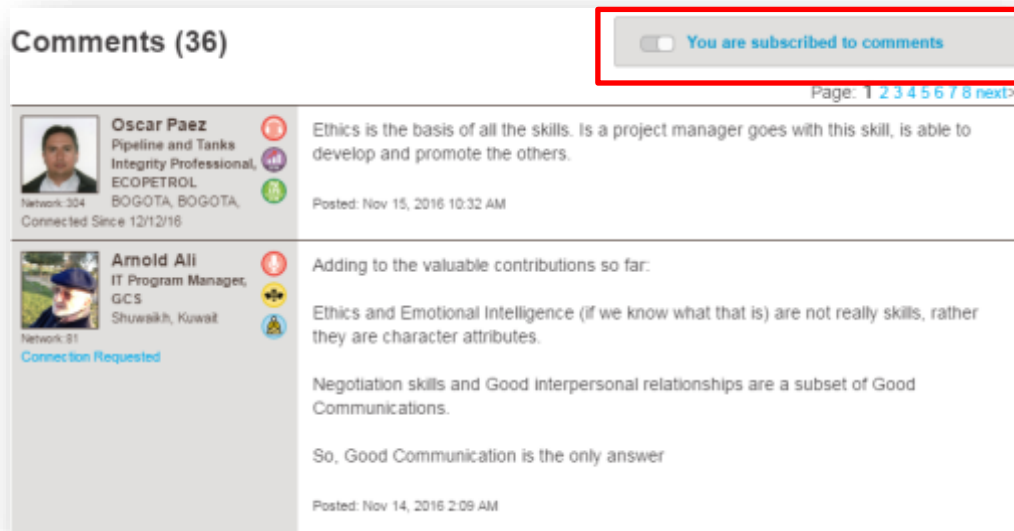 Comments (36)
You are subscribed to comments
Page: 1 2 3 4 5 6 7 8 next>
Oscar Paez
Pipeline and Tanks
Integrity Professional,
ECOPETROL
BOGOTA, BOGOTA,
Network:304
Connected Since 12/12/16
Ethics is the basis of all the skills. Is a project manager goes with this skill, is able to
develop and promote the others.
Posted: Nov 15, 2016 10:32 AM
Arnold Ali
IT Program Manager,
GCS
Shuwaikh, Kuwait
Network:81
Connection Requested
Adding to the valuable contributions so far:
Ethics and Emotional Intelligence (if we know what that is) are not really skills, rather
they are character attributes.
Negotiation skills and Good interpersonal relationships are a subset of Good
Communications.
So, Good Communication is the only answer
Posted: Nov 14, 2016 2:09 AM